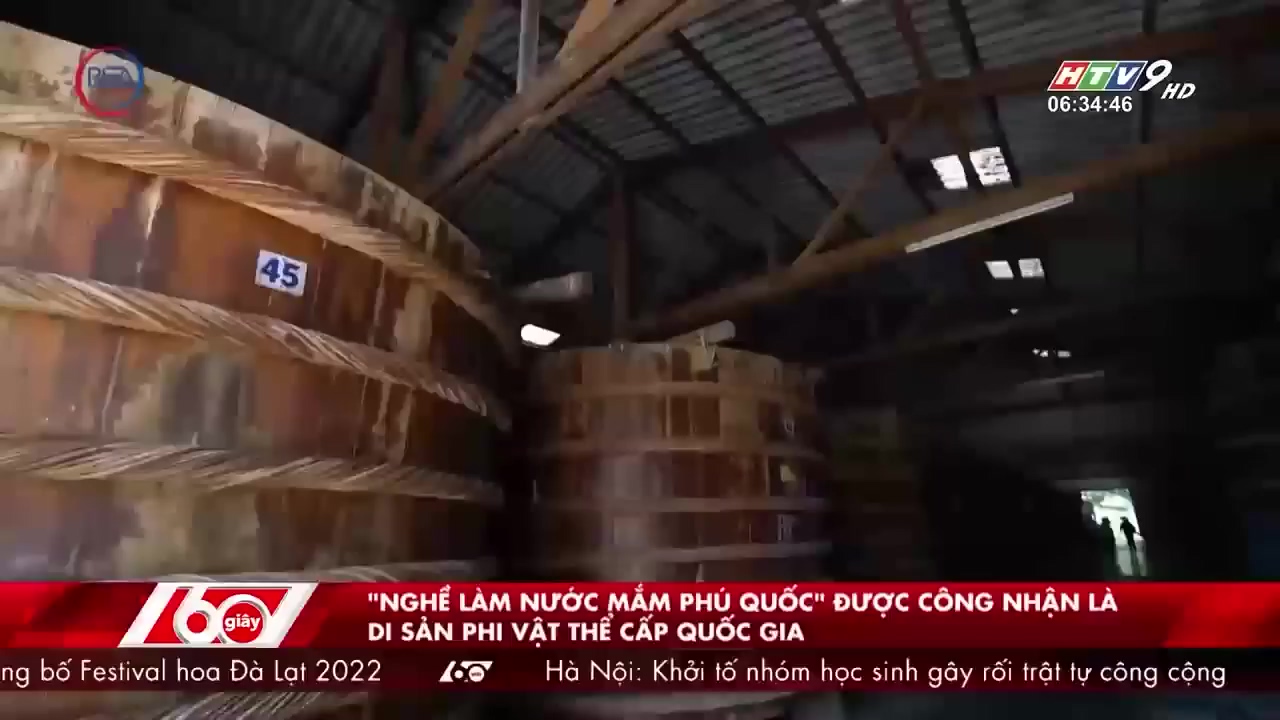 HTV9 HD
06:34:46
45
60 giây
"NGHỀ LÀM NƯỚC MẮM PHÚ QUỐC" ĐƯỢC CÔNG NHẬN LÀ
DI SẢN PHI VẬT THỂ CẤP QUỐC GIA
ng bố Festival hoa Đà Lạt 2022 60 giây Hà Nội: Khởi tố nhóm học sinh gây rối trật tự công cộng